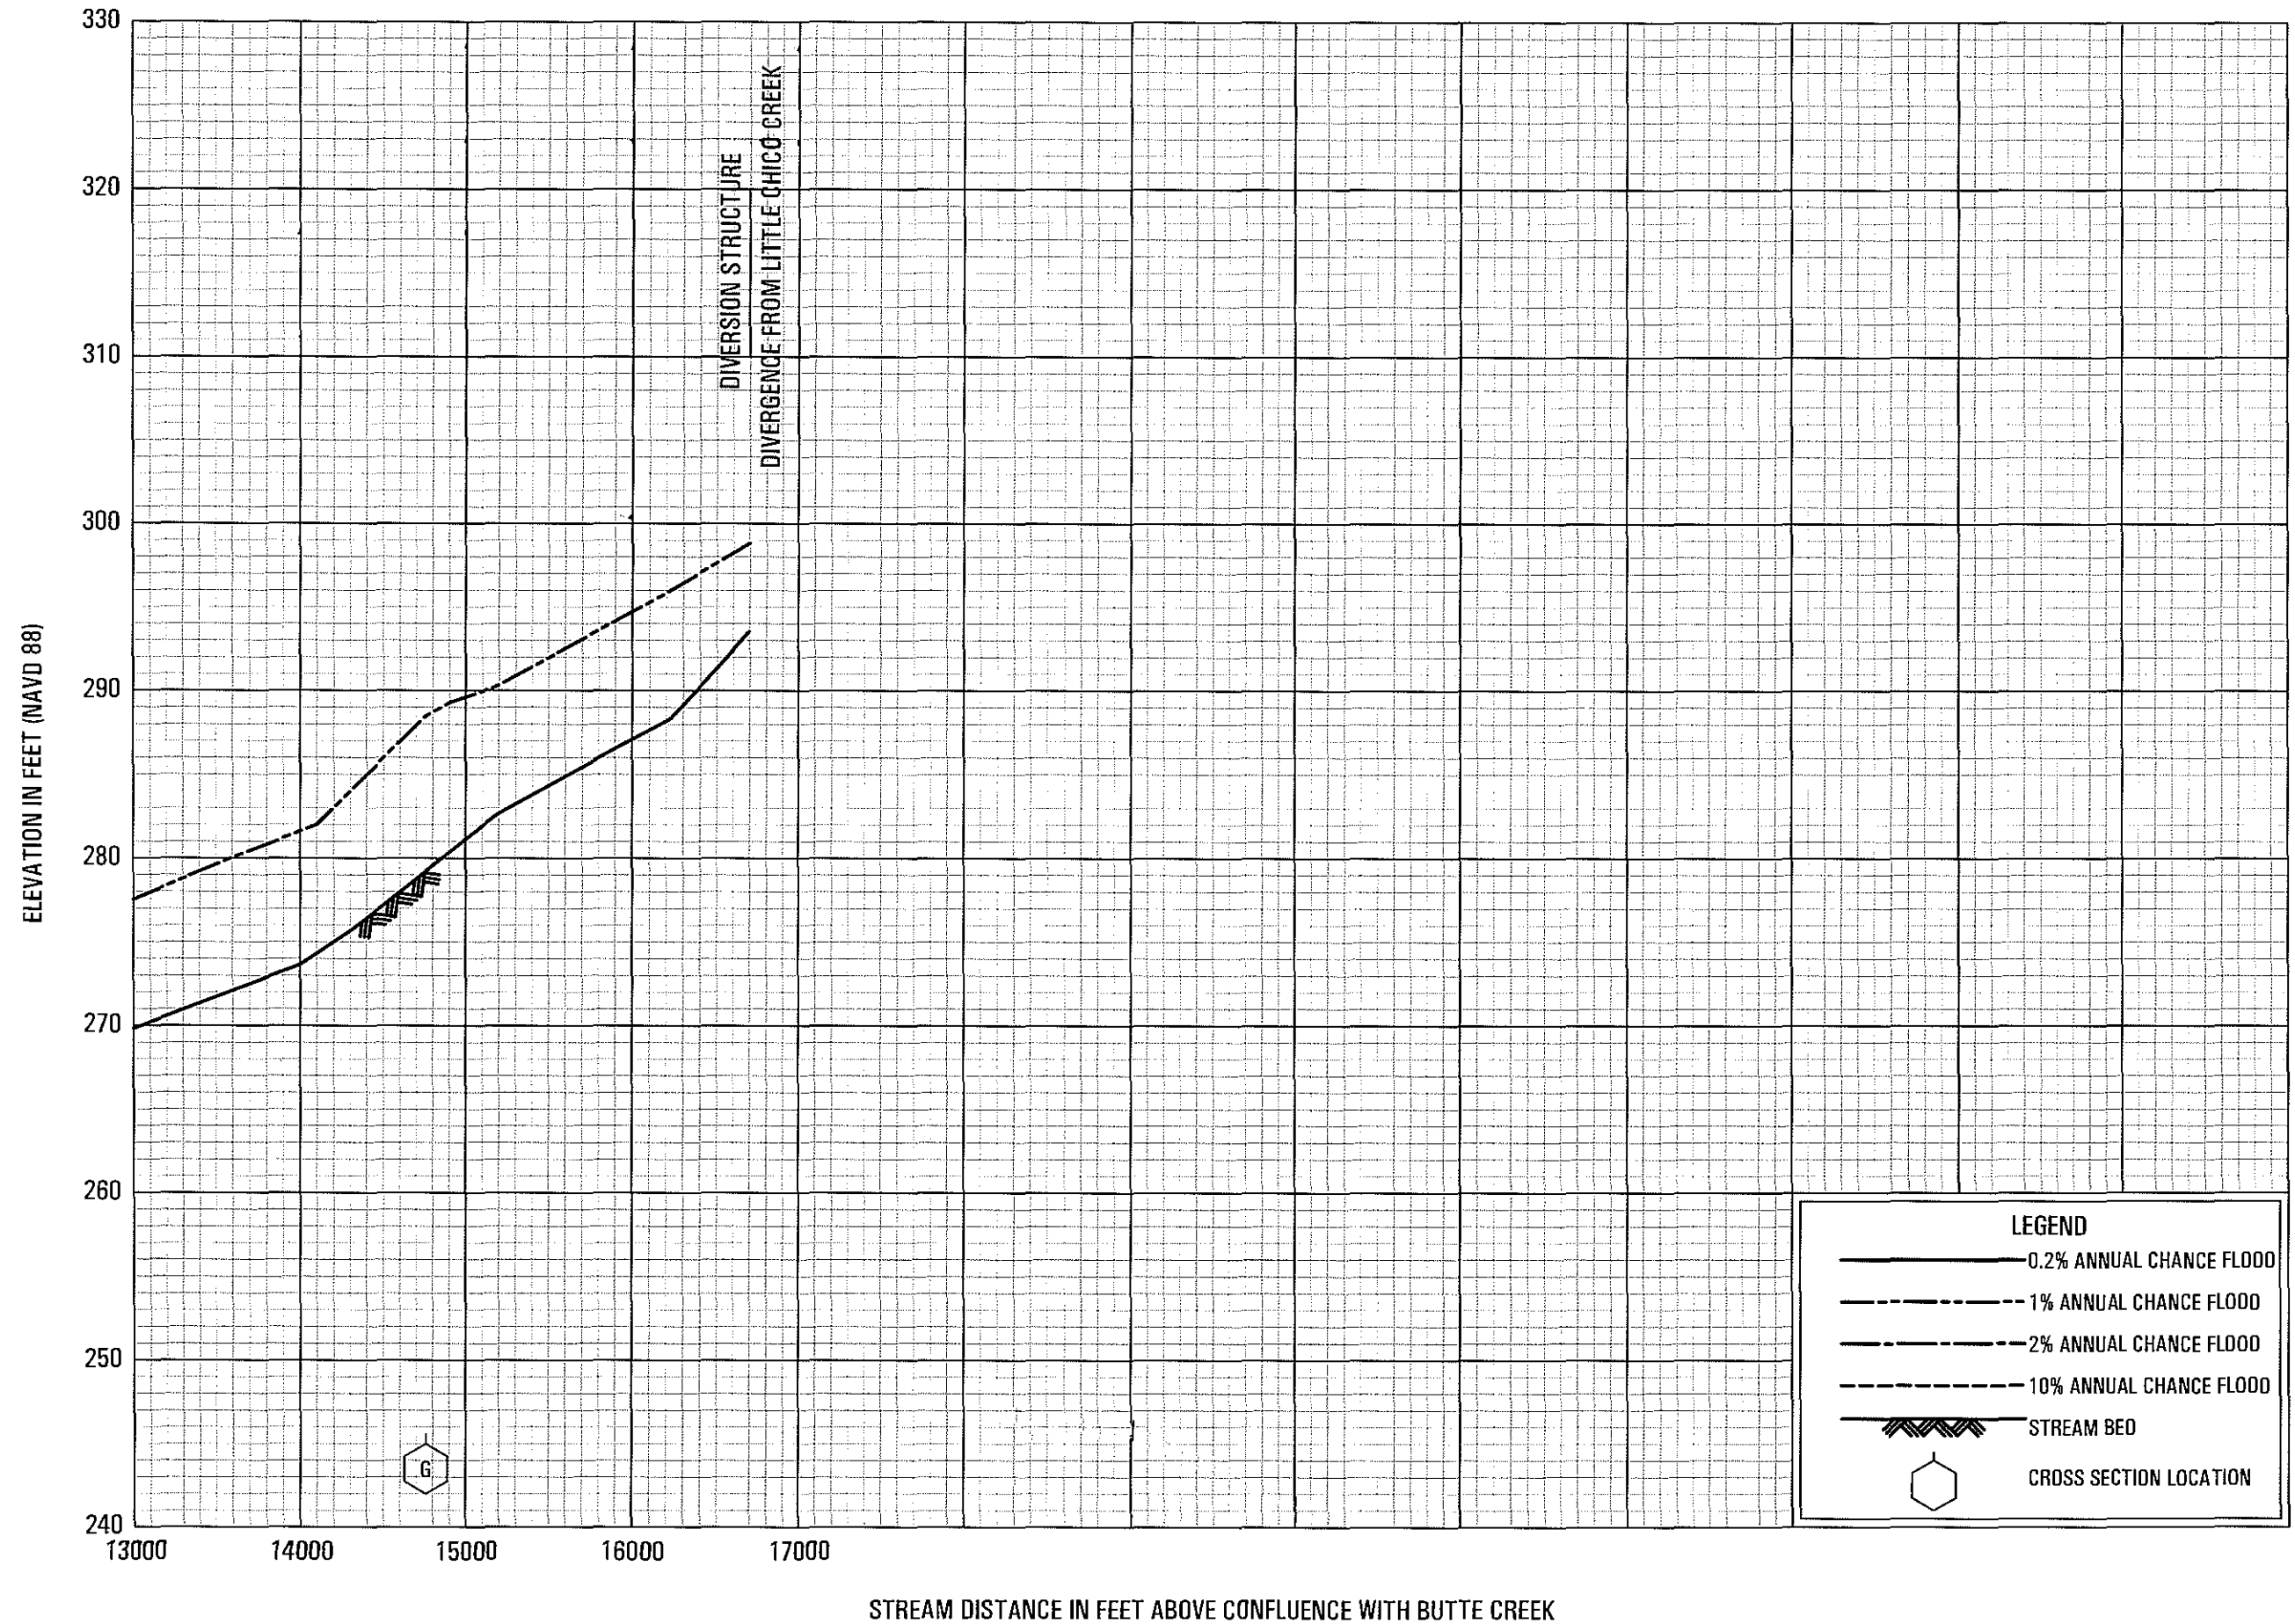 330
320
310
300
290
280
270
260
250
240
ELEVATION IN FEET (NAVD 88)
DIVERSION STRUCTURE
DIVERGENCE FROM LITTLE CHICO CREEK
G
13000
14000
15000
16000
17000
STREAM DISTANCE IN FEET ABOVE CONFLUENCE WITH BUTTE CREEK
LEGEND
0.2% ANNUAL CHANCE FLOOD
1% ANNUAL CHANCE FLOOD
2% ANNUAL CHANCE FLOOD
10% ANNUAL CHANCE FLOOD
STREAM BED
CROSS SECTION LOCATION